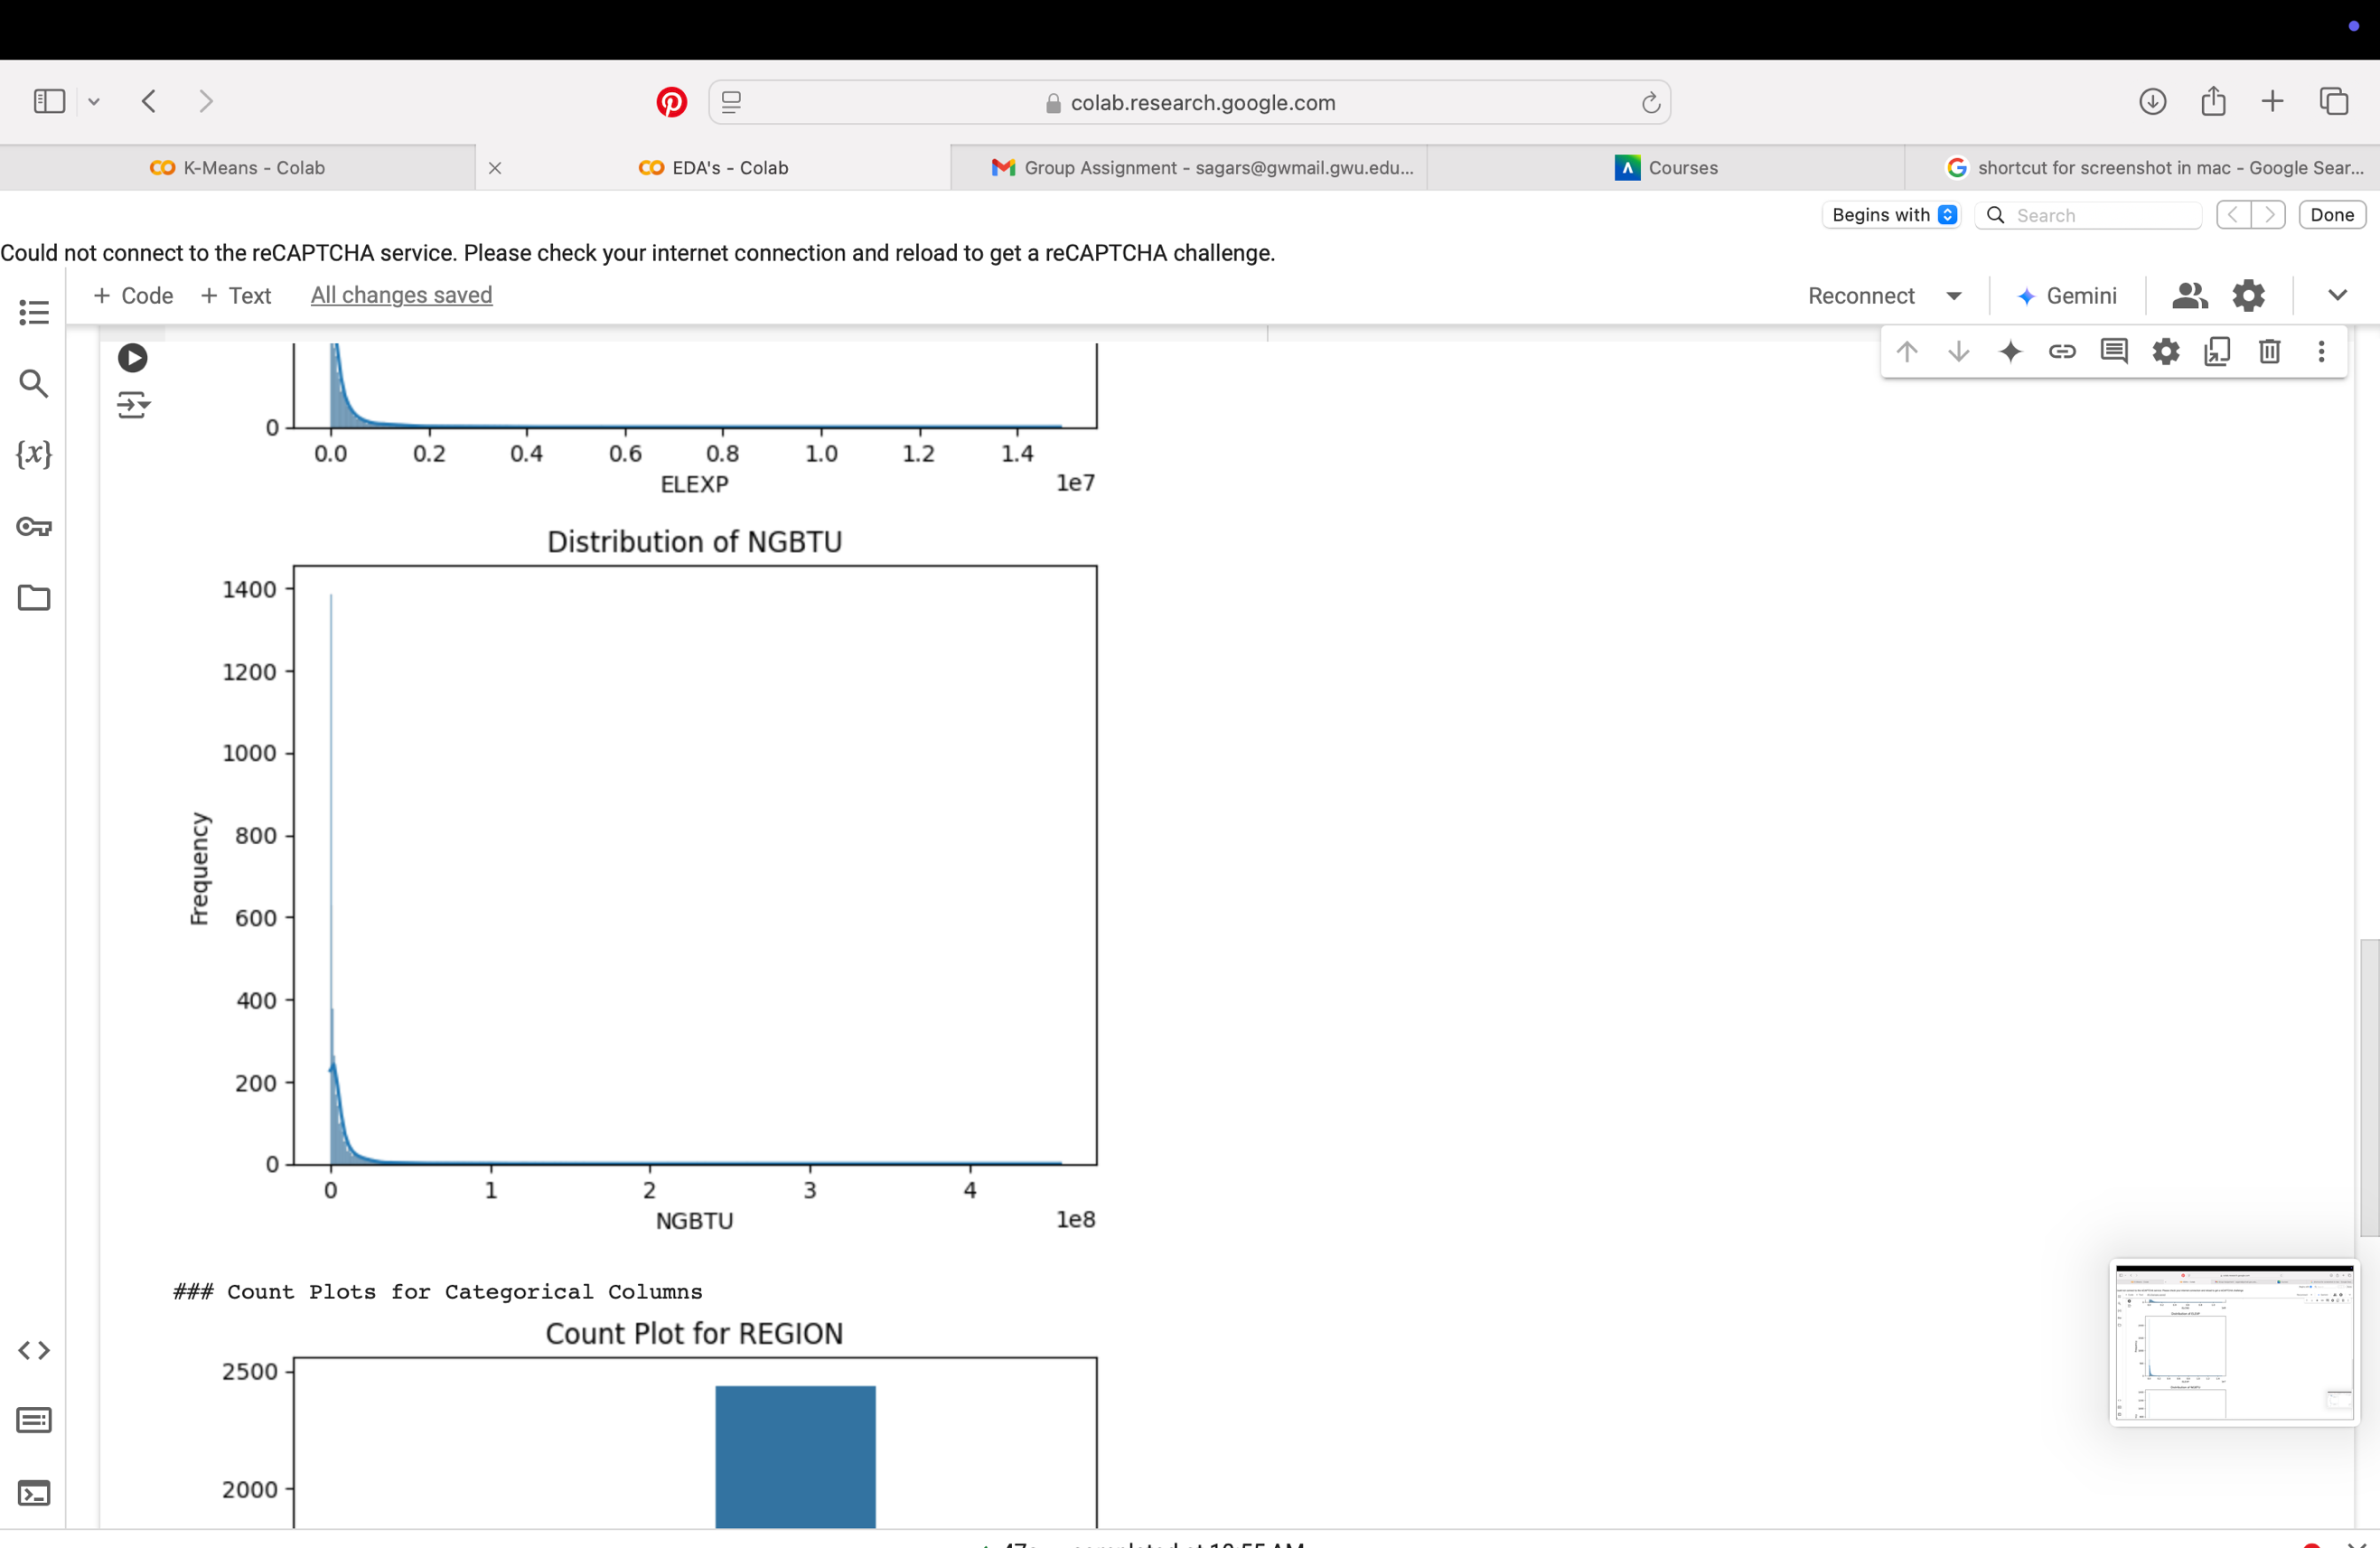 colab.research.google.com
K-Means - Colab
EDA's - Colab
Group Assignment - sagars@gwmail.gwu.edu...
Courses
shortcut for screenshot in mac - Google Sear...
Begins with
Search
Done
Could not connect to the reCAPTCHA service. Please check your internet connection and reload to get a reCAPTCHA challenge.
+ Code + Text All changes saved
Reconnect
Gemini
{x}
0
0.0 0.2 0.4 0.6 0.8 1.0 1.2 1.4
ELEXP
1e7
Distribution of NGBTU
1400
1200
1000
800
600
400
200
0
Frequency
0 1 2 3 4
NGBTU
1e8
### Count Plots for Categorical Columns
Count Plot for REGION
2500
2000